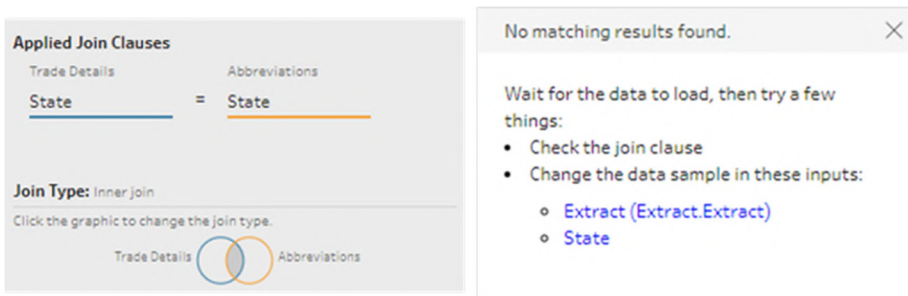 Applied Join Clauses
Trade Details Abbreviations
State = State
Join Type: Inner join
Click the graphic to change the join type.
Trade Details Abbreviations
No matching results found.
Wait for the data to load, then try a few
things:
• Check the join clause
• Change the data sample in these inputs:
Extract (Extract.Extract)
State